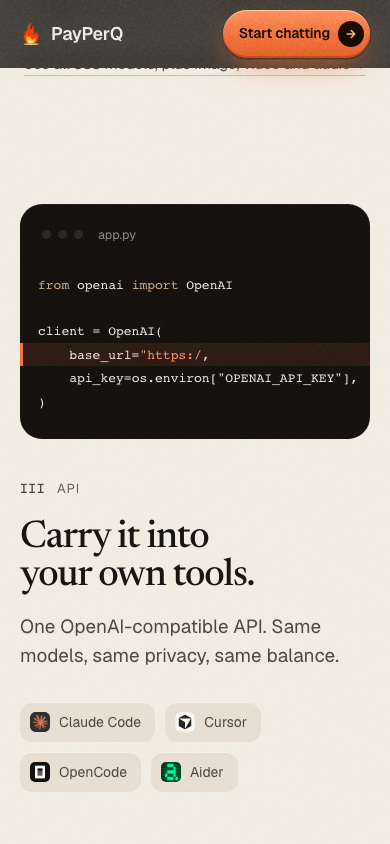 PayPerQ
Start chatting
app.py
from openai import OpenAI
client = OpenAI(
base_url="https:/,
api_key=os.environ["OPENAI_API_KEY"],
)
III API
Carry it into
your own tools.
One OpenAI-compatible API. Same
models, same privacy, same balance.
Claude Code
Cursor
OpenCode
Aider